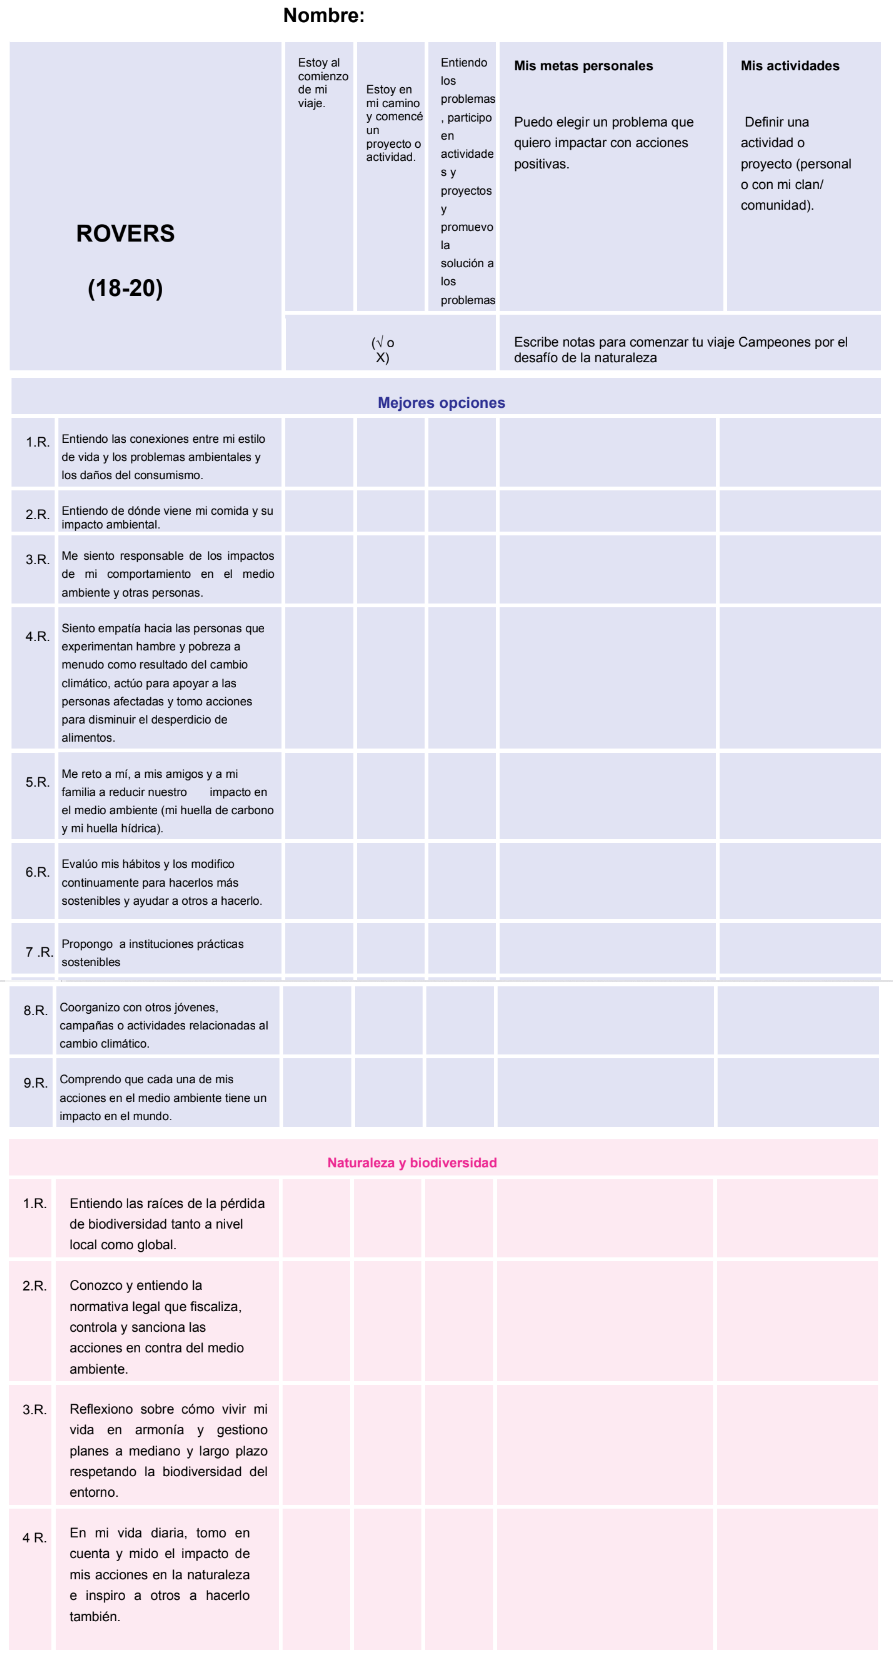 Nombre:
ROVERS
(18-20)
Estoy al
comienzo
de mi
viaje.
Estoy en
mi camino
y comencé
un
proyecto o
actividad.
Entiendo
los
problemas
, participo
en
actividade
s y
proyectos
y
promuevo
la
solución a
los
problemas
Mis metas personales
Puedo elegir un problema que
quiero impactar con acciones
positivas.
Mis actividades
Definir una
actividad o
proyecto (personal
o con mi clan/
comunidad).
(√ o
X)
Escribe notas para comenzar tu viaje Campeones por el
desafío de la naturaleza
Mejores opciones
1.R.
Entiendo las conexiones entre mi estilo
de vida y los problemas ambientales y
los daños del consumismo.
2.R.
Entiendo de dónde viene mi comida y su
impacto ambiental.
3.R.
Me siento responsable de los impactos
de mi comportamiento en el medio
ambiente y otras personas.
4.R.
Siento empatía hacia las personas que
experimentan hambre y pobreza a
menudo como resultado del cambio
climático, actúo para apoyar a las
personas afectadas y tomo acciones
para disminuir el desperdicio de
alimentos.
5.R.
Me reto a mí, a mis amigos y a mi
familia a reducir nuestro impacto en
el medio ambiente (mi huella de carbono
y mi huella hídrica).
6.R.
Evalúo mis hábitos y los modifico
continuamente para hacerlos más
sostenibles y ayudar a otros a hacerlo.
7 .R.
Propongo a instituciones prácticas
sostenibles
8.R.
Coorganizo con otros jóvenes,
campañas o actividades relacionadas al
cambio climático.
9.R.
Comprendo que cada una de mis
acciones en el medio ambiente tiene un
impacto en el mundo.
Naturaleza y biodiversidad
1.R.
Entiendo las raíces de la pérdida
de biodiversidad tanto a nivel
local como global.
2.R.
Conozco y entiendo la
normativa legal que fiscaliza,
controla y sanciona las
acciones en contra del medio
ambiente.
3.R.
Reflexiono sobre cómo vivir mi
vida en armonía y gestiono
planes a mediano y largo plazo
respetando la biodiversidad del
entorno.
4 R.
En mi vida diaria, tomo en
cuenta y mido el impacto de
mis acciones en la naturaleza
e inspiro a otros a hacerlo
también.